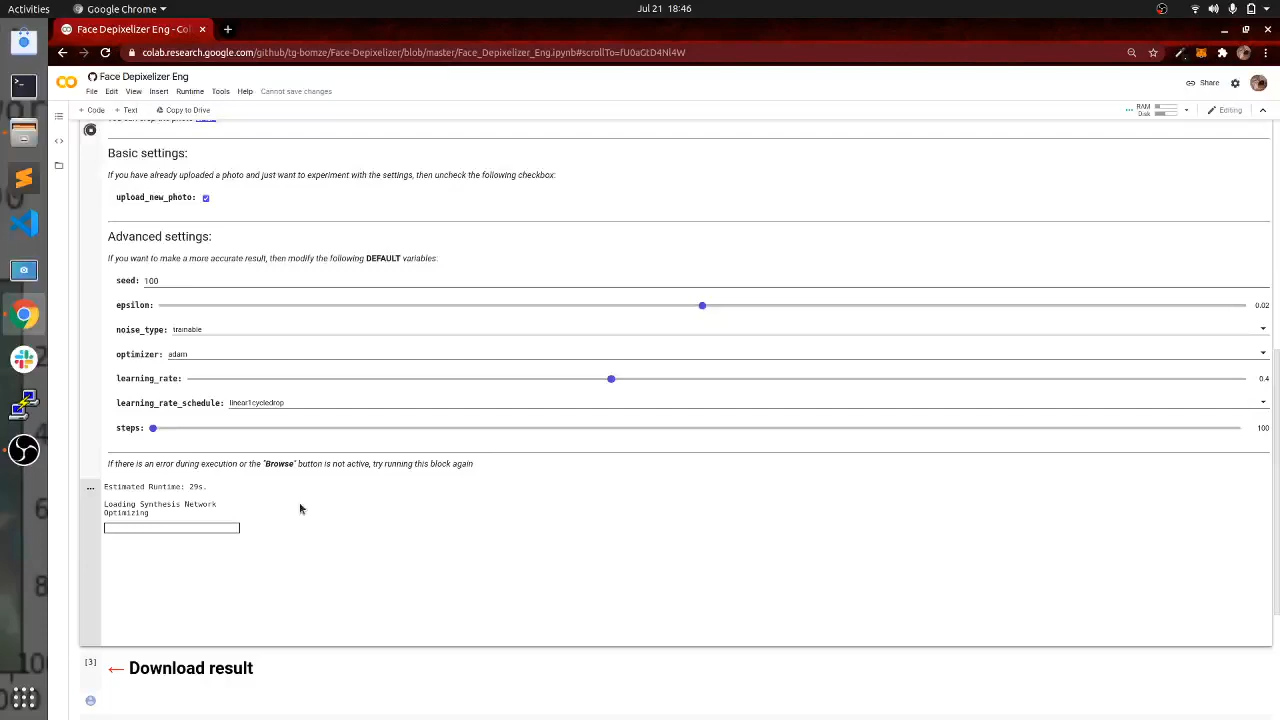 Activities
Google Chrome
Jul 21 18:46
Face Depixelizer Eng - Co
colab.research.google.com/github/tg-bomze/Face-Depixelizer/blob/master/Face_Depixelizer_Eng.ipynb#scrollTo=fU0aGtD4Nl4W
Face Depixelizer Eng
File Edit View Insert Runtime Tools Help Cannot save changes
Share
+ Code + Text Copy to Drive
RAM
Disk
Editing
Basic settings:
If you have already uploaded a photo and just want to experiment with the settings, then uncheck the following checkbox:
upload_new_photo:
Advanced settings:
If you want to make a more accurate result, then modify the following DEFAULT variables:
seed: 100
epsilon: 0.02
noise_type: trainable
optimizer: adam
learning_rate: 0.4
learning_rate_schedule: linear1cycledrop
steps: 100
If there is an error during execution or the "Browse" button is not active, try running this block again
Estimated Runtime: 29s.
Loading Synthesis Network
Optimizing
[3]
← Download result